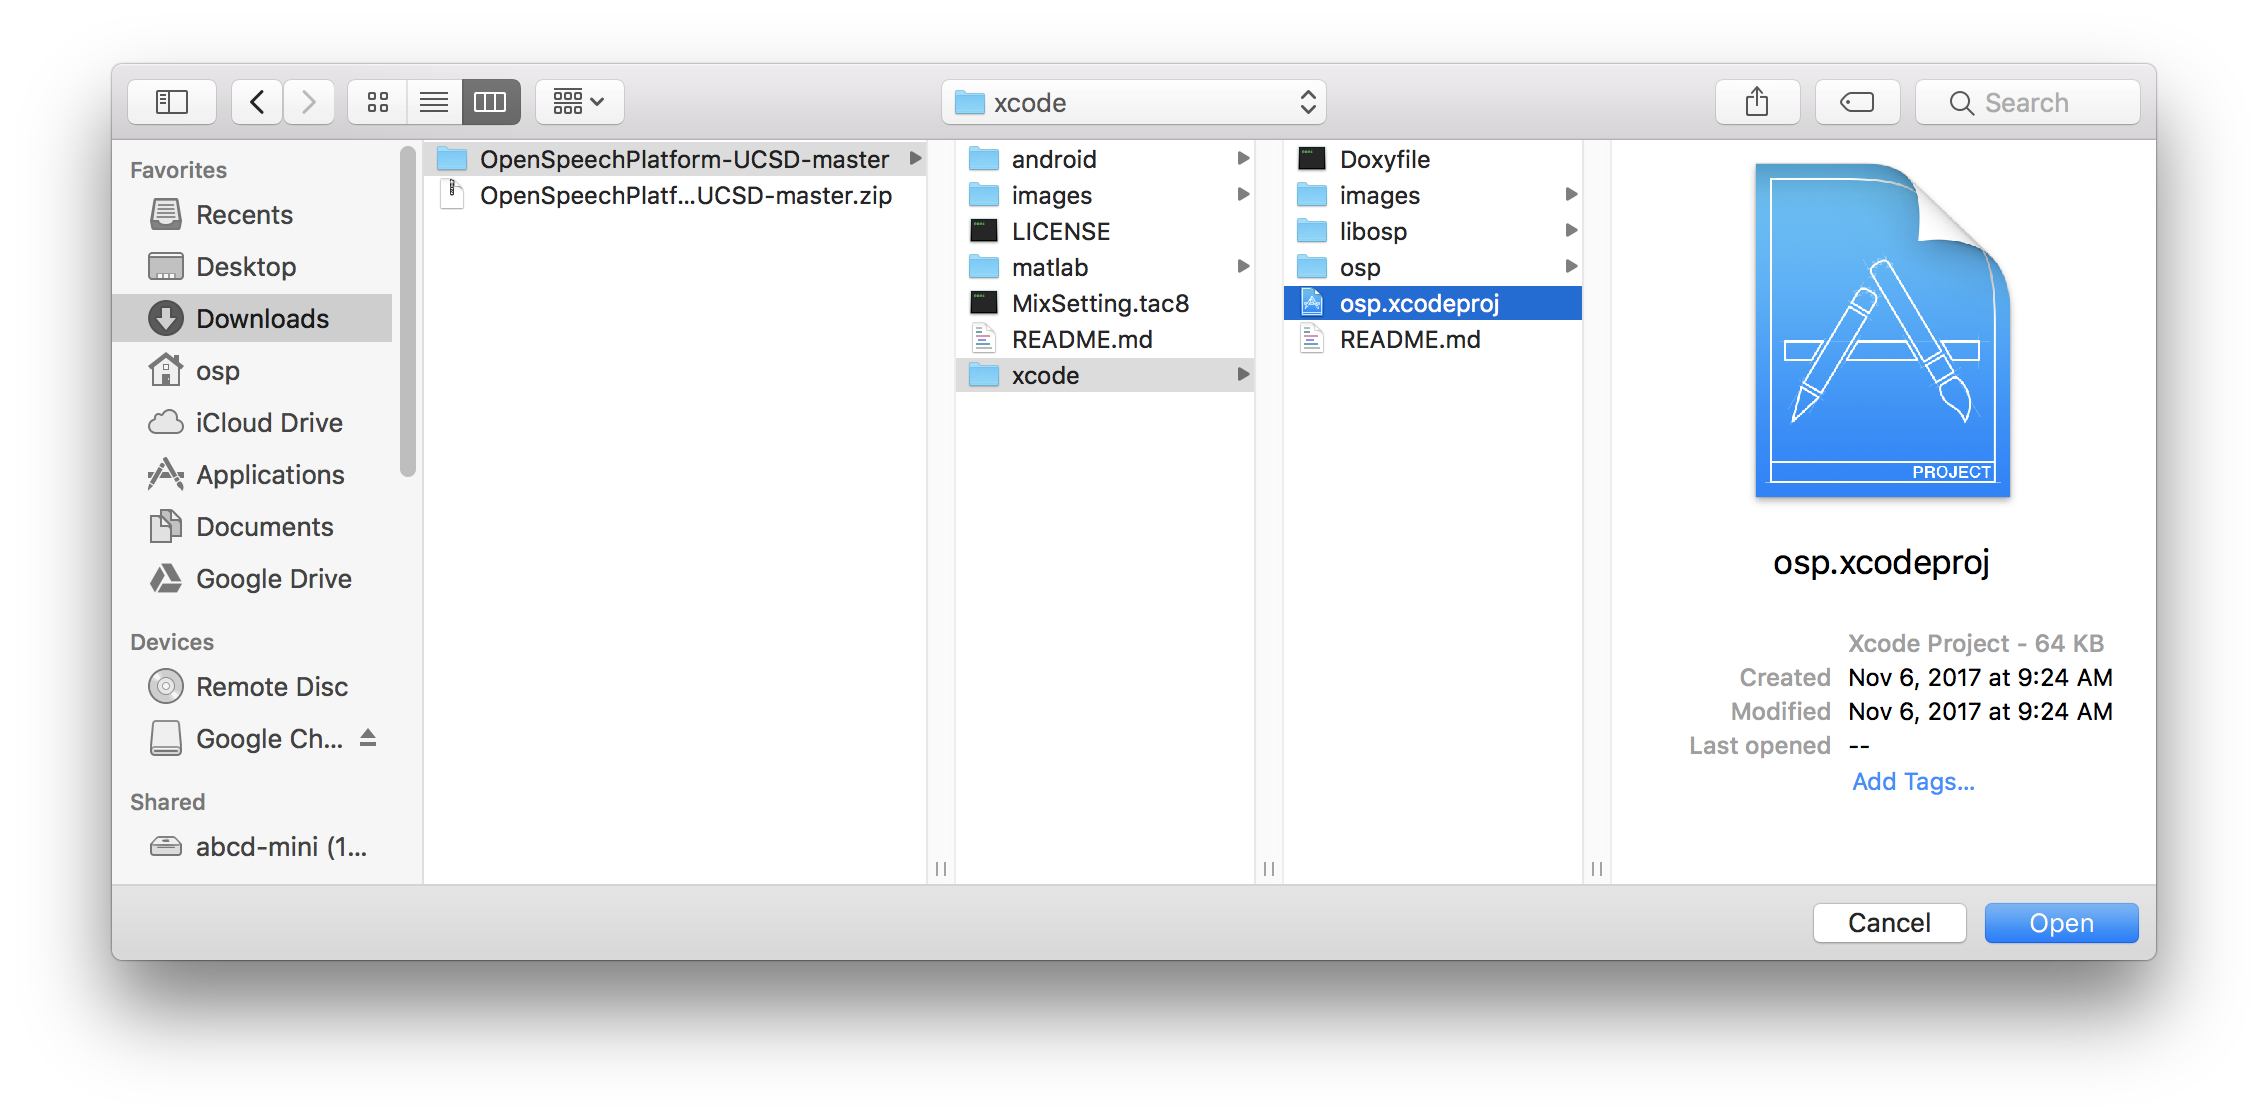 xcode
Search
Favorites
Recents
Desktop
Downloads
osp
iCloud Drive
Applications
Documents
Google Drive
Devices
Remote Disc
Google Ch...
Shared
abcd-mini (1...
OpenSpeechPlatform-UCSD-master
OpenSpeechPlatf...UCSD-master.zip
android
images
LICENSE
matlab
MixSetting.tac8
README.md
xcode
Doxyfile
images
libosp
osp
osp.xcodeproj
README.md
PROJECT
osp.xcodeproj
Xcode Project - 64 KB
Created Nov 6, 2017 at 9:24 AM
Modified Nov 6, 2017 at 9:24 AM
Last opened --
Add Tags...
Cancel
Open